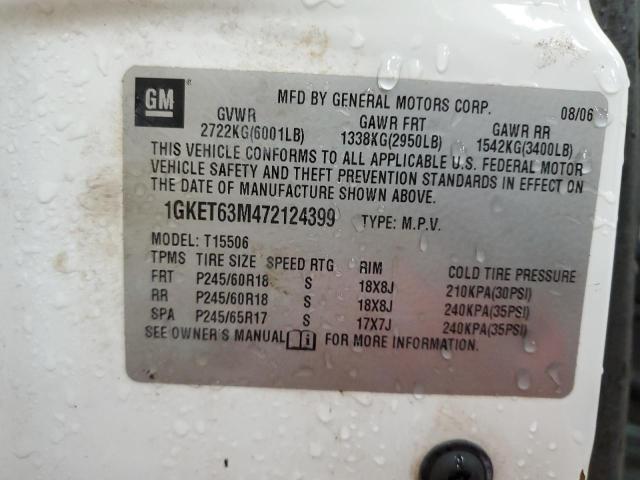 GM ®
MFD BY GENERAL MOTORS CORP. 08/06
GVWR GAWR FRT GAWR RR
2722KG(6001LB) 1338KG(2950LB) 1542KG(3400LB)
THIS VEHICLE CONFORMS TO ALL APPLICABLE U.S. FEDERAL MOTOR
VEHICLE SAFETY AND THEFT PREVENTION STANDARDS IN EFFECT ON
THE DATE OF MANUFACTURE SHOWN ABOVE.
1GKET63M472124399 TYPE: M.P.V.
MODEL: T15506
TPMS TIRE SIZE SPEED RTG RIM COLD TIRE PRESSURE
FRT P245/60R18 S 18X8J 210KPA(30PSI)
RR P245/60R18 S 18X8J 240KPA(35PSI)
SPA P245/65R17 S 17X7J 240KPA(35PSI)
SEE OWNER'S MANUAL FOR MORE INFORMATION.